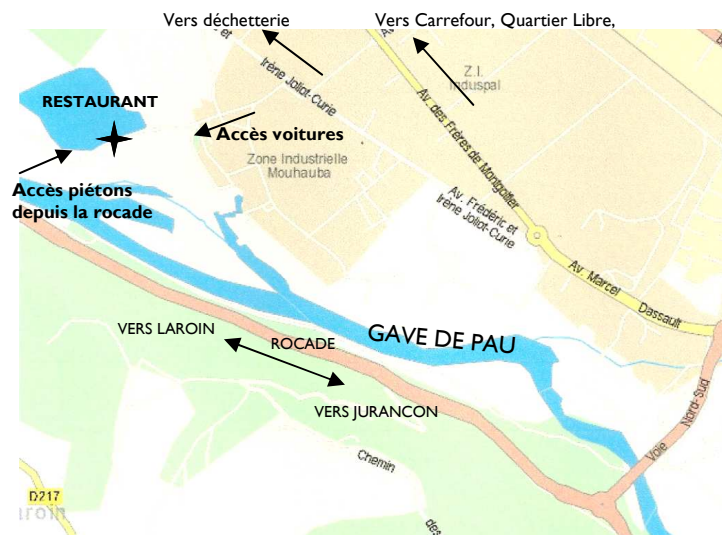 Vers déchetterie
Vers Carrefour, Quartier Libre,
et
Irène Joliot-Curie
Z.I.
Induspal
RESTAURANT
Accès voitures
Av. des Frères de Montgolfier
Zone Industrielle
Mouhauba
Accès piétons
depuis la rocade
Av. Frédéric et
Irène Joliot-Curie
Av. Marcel Dassault
GAVE DE PAU
VERS LAROIN
ROCADE
VERS JURANCON
Voie Nord-Sud
Chemin
des
D217